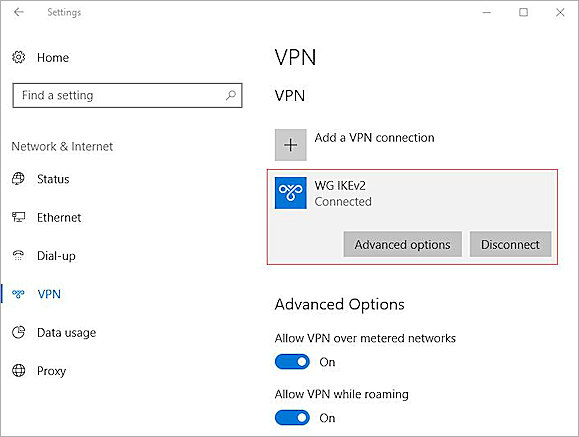 Settings
Home
Find a setting
Network & Internet
Status
Ethernet
Dial-up
VPN
Data usage
Proxy
VPN
VPN
Add a VPN connection
WG IKEv2
Connected
Advanced options Disconnect
Advanced Options
Allow VPN over metered networks
On
Allow VPN while roaming
On